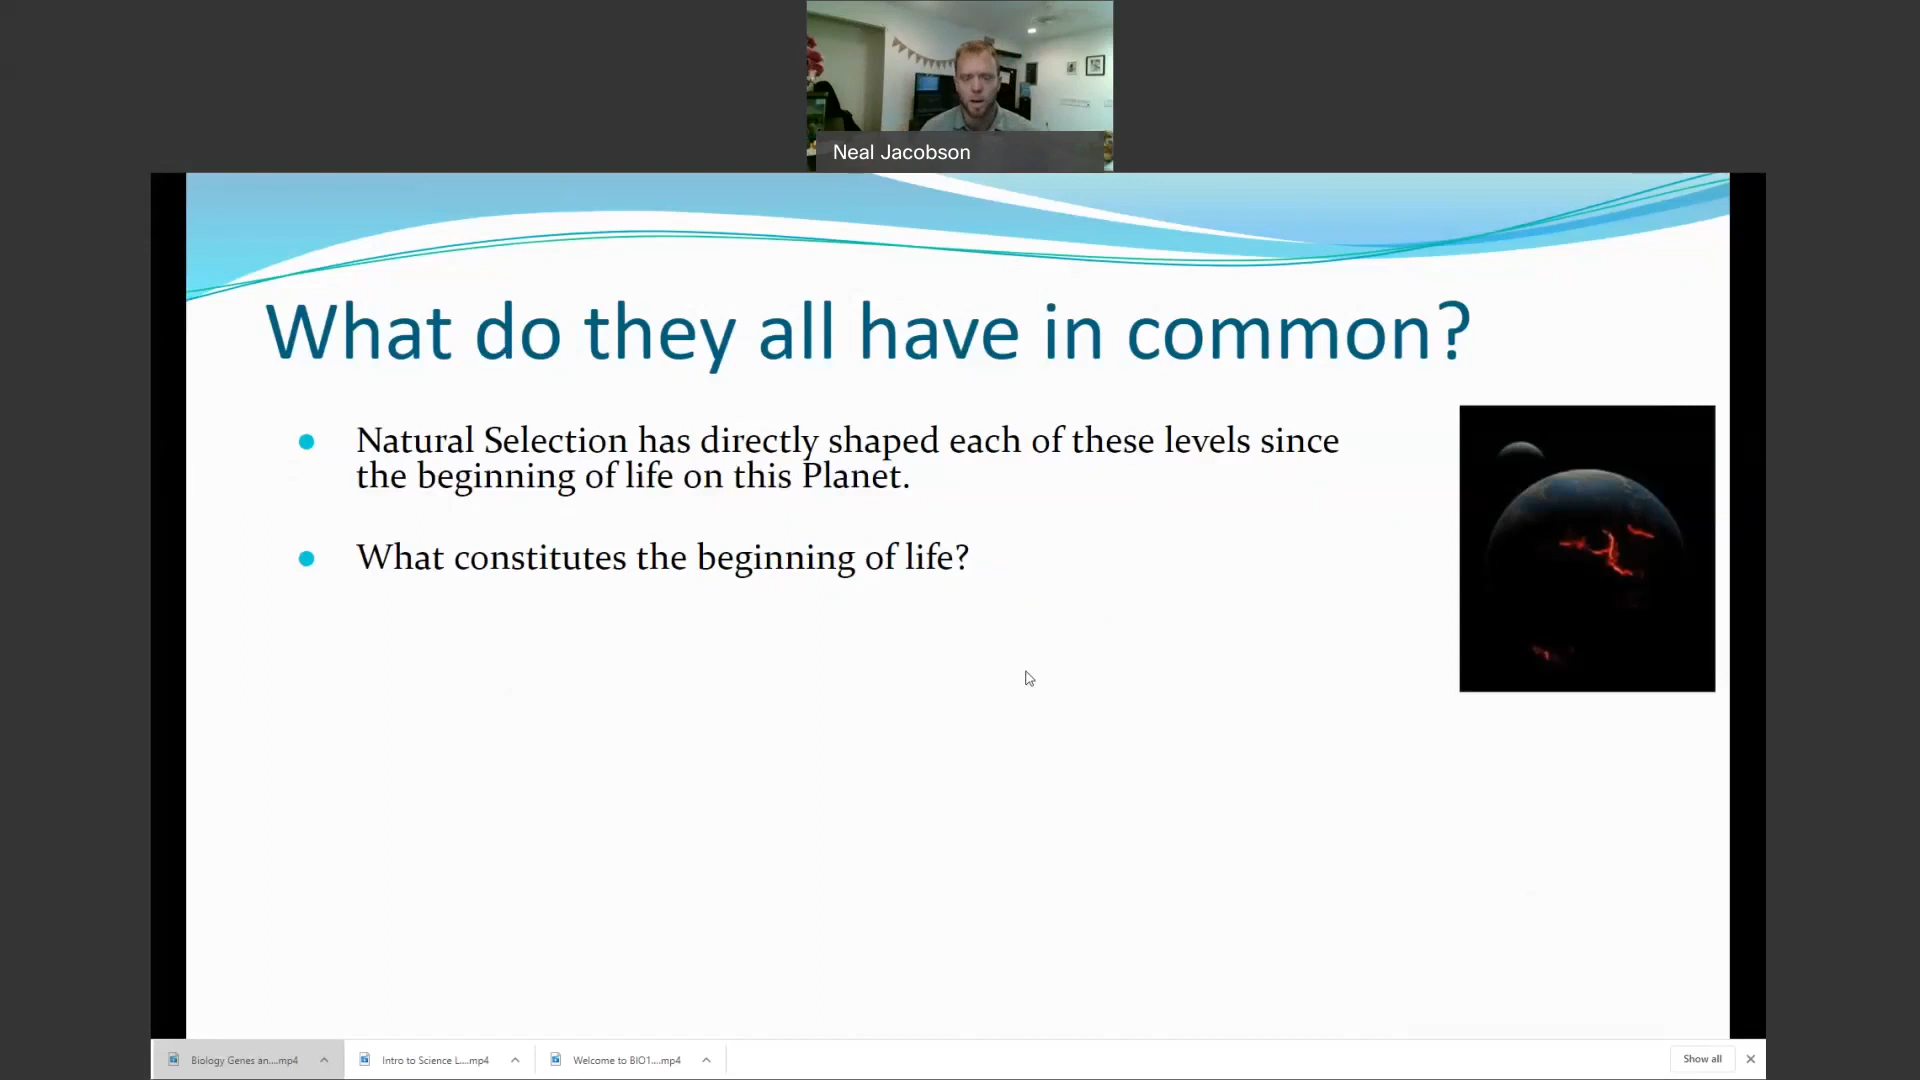 Neal Jacobson
What do they all have in common?
• Natural Selection has directly shaped each of these levels since
the beginning of life on this Planet.
• What constitutes the beginning of life?
Biology Genes an....mp4
Intro to Science L....mp4
Welcome to BIO1....mp4
Show all